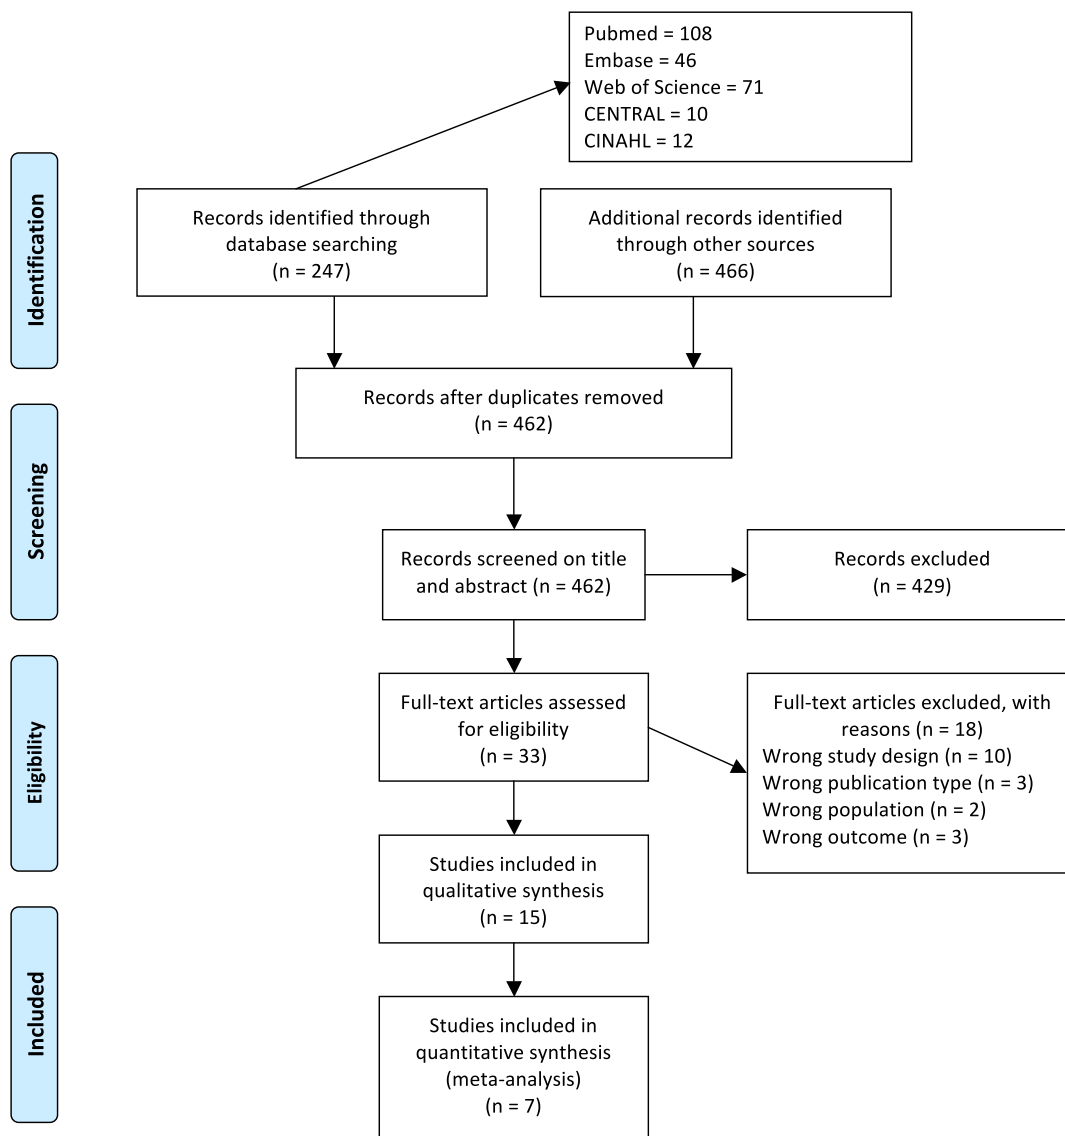 Pubmed = 108
Embase = 46
Web of Science = 71
CENTRAL = 10
CINAHL = 12
Identification
Records identified through
database searching
(n = 247)
Additional records identified
through other sources
(n = 466)
Records after duplicates removed
(n = 462)
Screening
Records screened on title
and abstract (n = 462)
Records excluded
(n = 429)
Eligibility
Full-text articles assessed
for eligibility
(n = 33)
Full-text articles excluded, with
reasons (n = 18)
Wrong study design (n = 10)
Wrong publication type (n = 3)
Wrong population (n = 2)
Wrong outcome (n = 3)
Studies included in
qualitative synthesis
(n = 15)
Included
Studies included in
quantitative synthesis
(meta-analysis)
(n = 7)